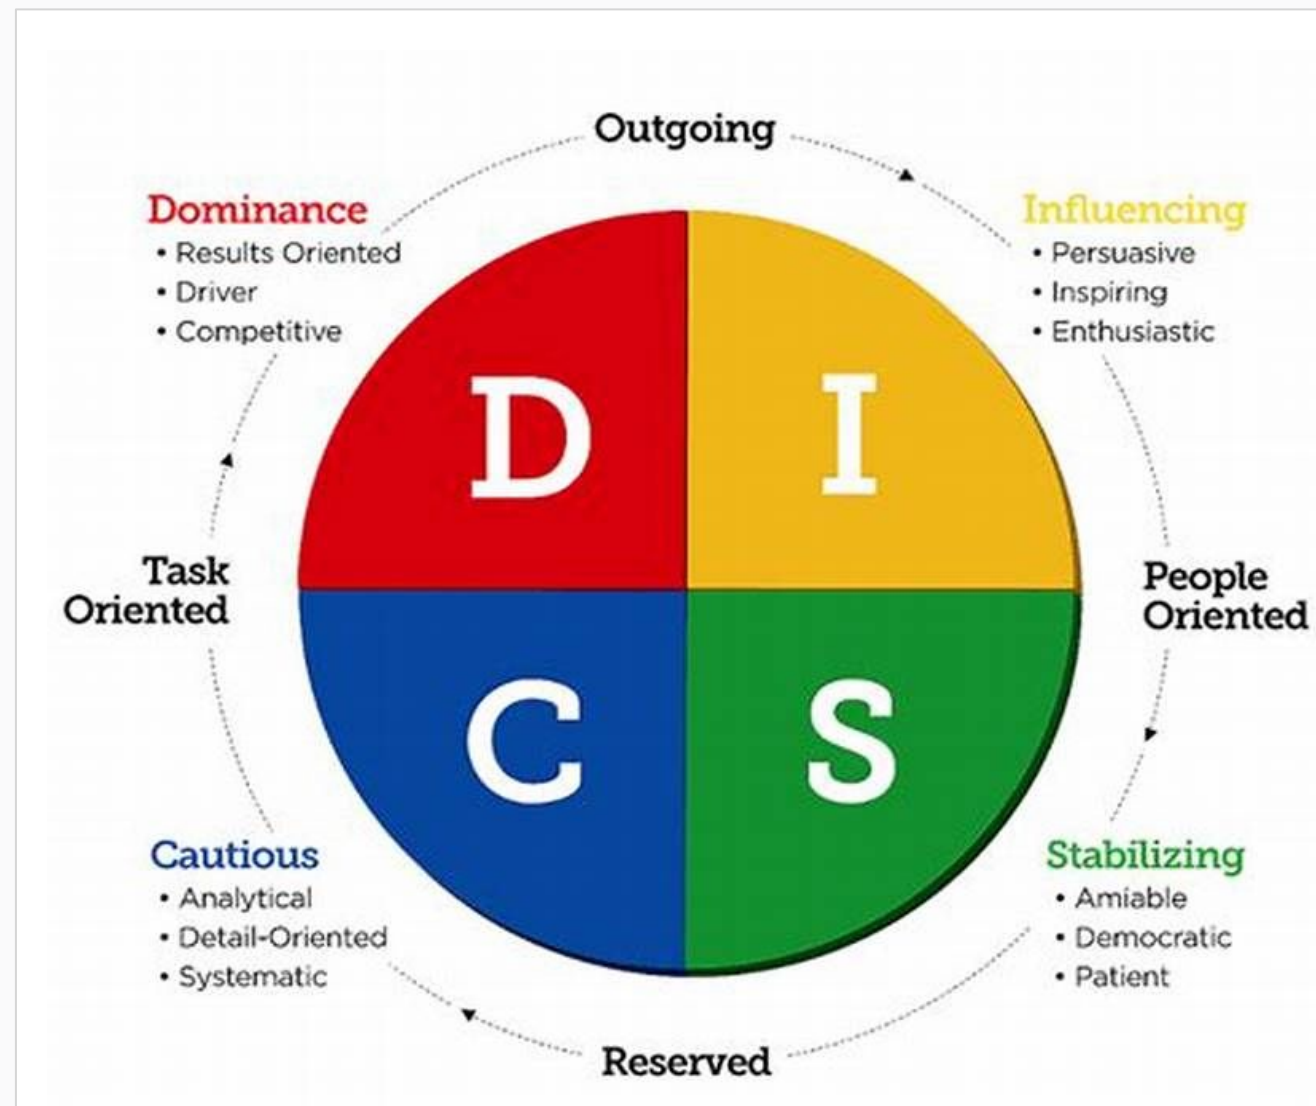 Outgoing
Dominance
• Results Oriented
• Driver
• Competitive
Influencing
• Persuasive
• Inspiring
• Enthusiastic
D
I
Task
Oriented
People
Oriented
C
S
Cautious
• Analytical
• Detail-Oriented
• Systematic
Stabilizing
• Amiable
• Democratic
• Patient
Reserved